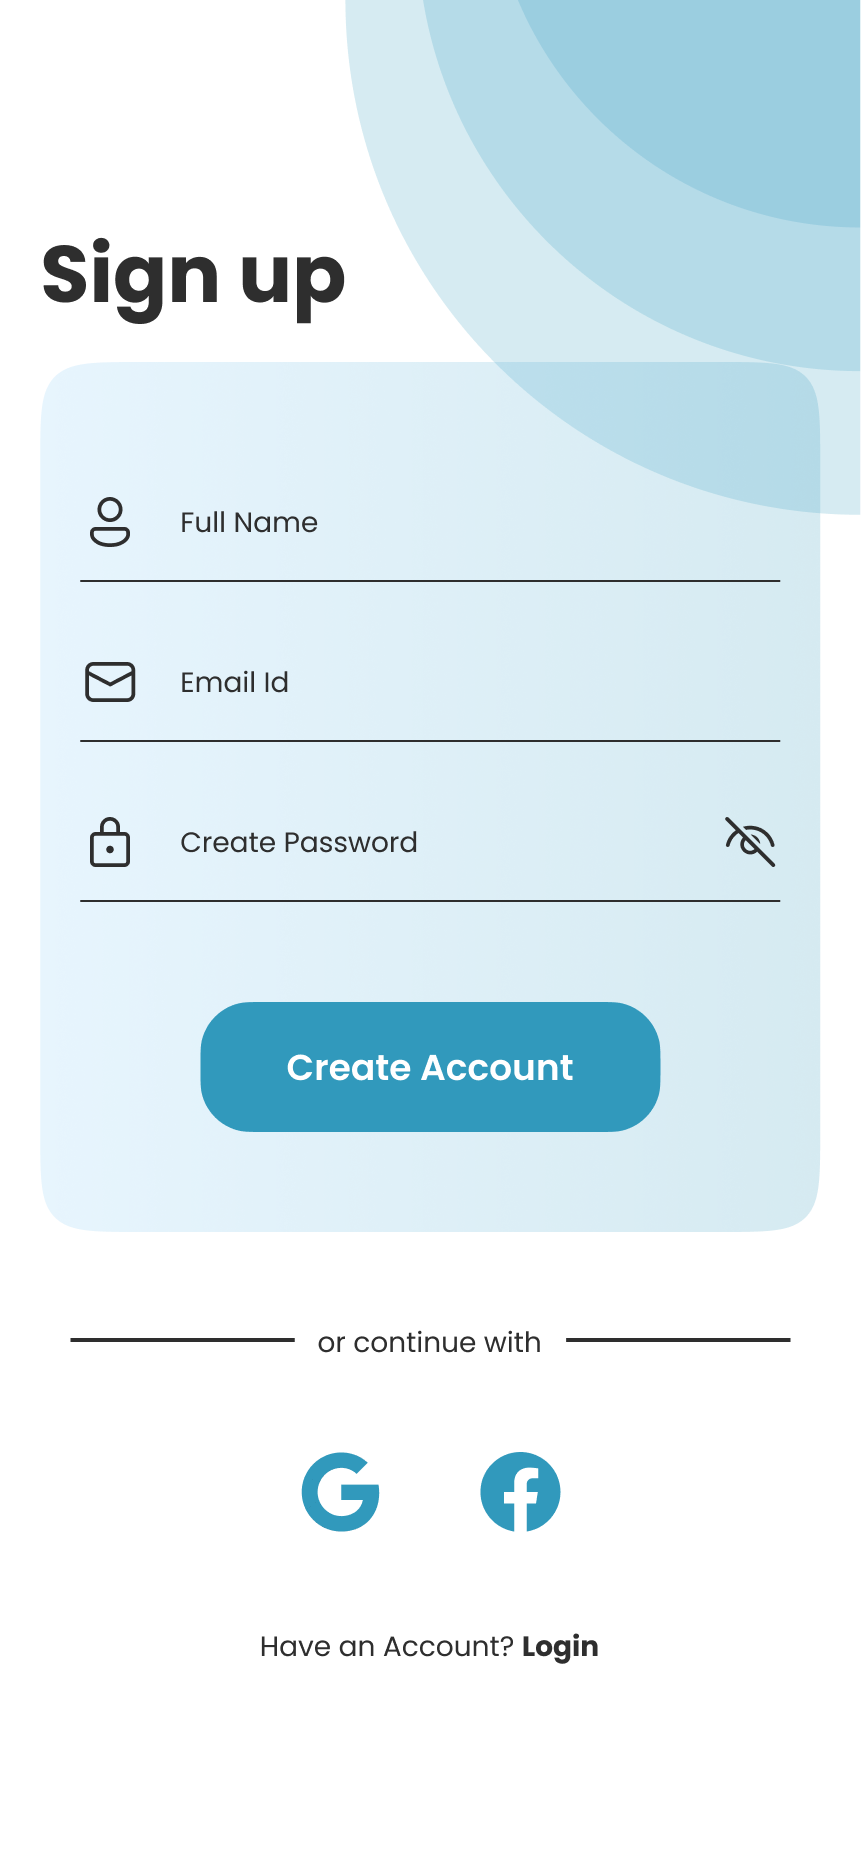 Sign up
Full Name
Email Id
Create Password
Create Account
or continue with
Have an Account? Login